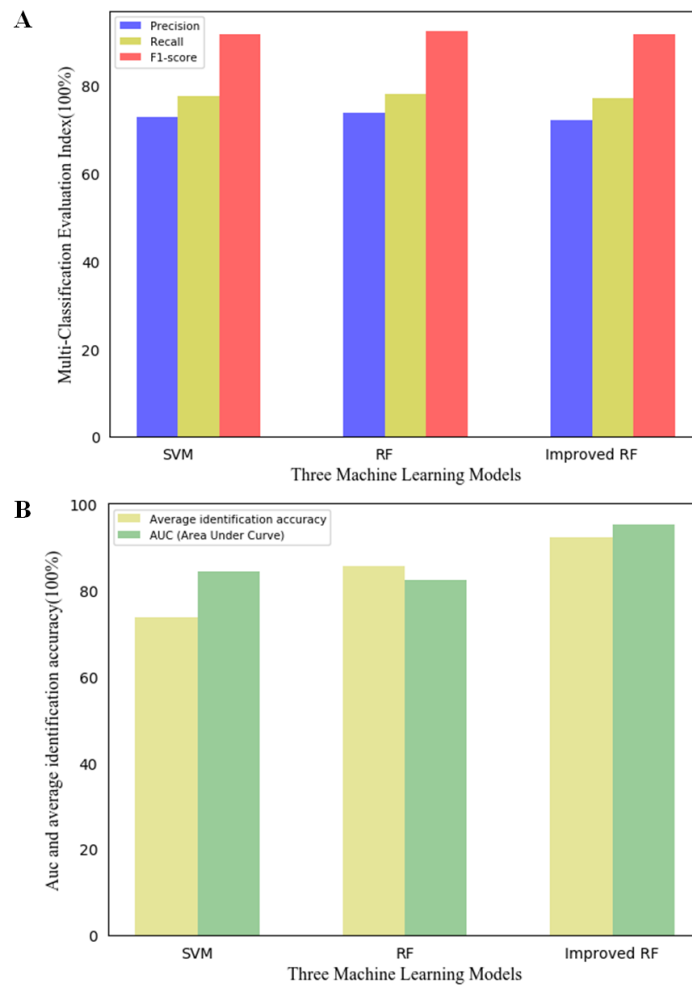 A
Precision
Recall
F1-score
Multi-Classification Evaluation Index(100%)
80
60
40
20
0
SVM
RF
Improved RF
Three Machine Learning Models
B
100
Average identification accuracy
AUC (Area Under Curve)
Auc and average identification accuracy(100%)
80
60
40
20
0
SVM
RF
Improved RF
Three Machine Learning Models